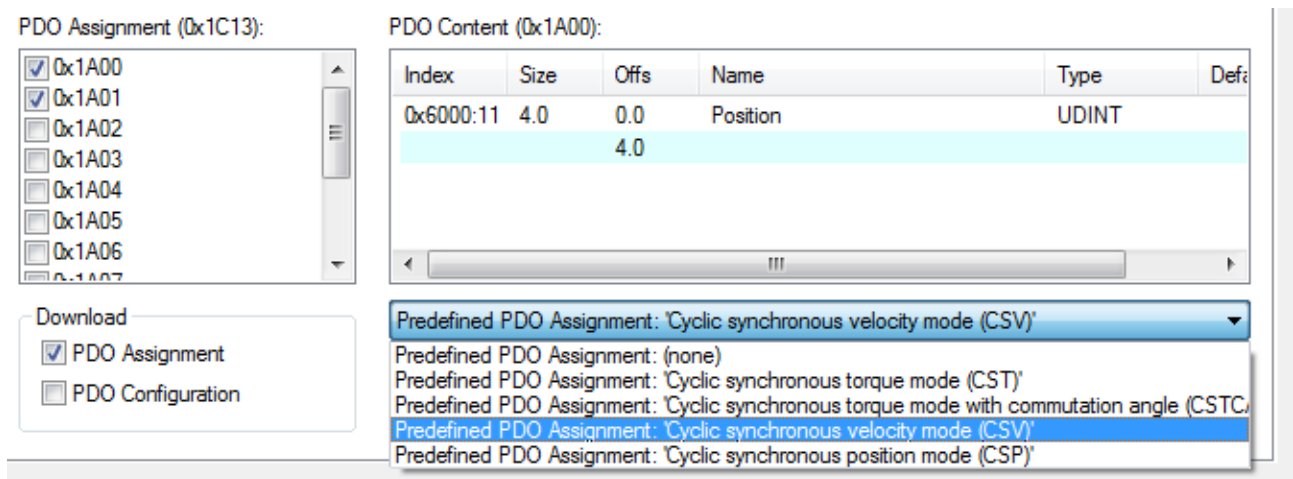 PDO Assignment (0x1C13):
0x1A00
0x1A01
0x1A02
0x1A03
0x1A04
0x1A05
0x1A06
PDO Content (0x1A00):
Index Size Offs Name Type
0x6000:11 4.0 0.0 Position UDINT
4.0
Download
PDO Assignment
PDO Configuration
Predefined PDO Assignment: 'Cyclic synchronous velocity mode (CSV)'
Predefined PDO Assignment: (none)
Predefined PDO Assignment: 'Cyclic synchronous torque mode (CST)'
Predefined PDO Assignment: 'Cyclic synchronous torque mode with commutation angle (CSTC
Predefined PDO Assignment: 'Cyclic synchronous velocity mode (CSV)'
Predefined PDO Assignment: 'Cyclic synchronous position mode (CSP)'